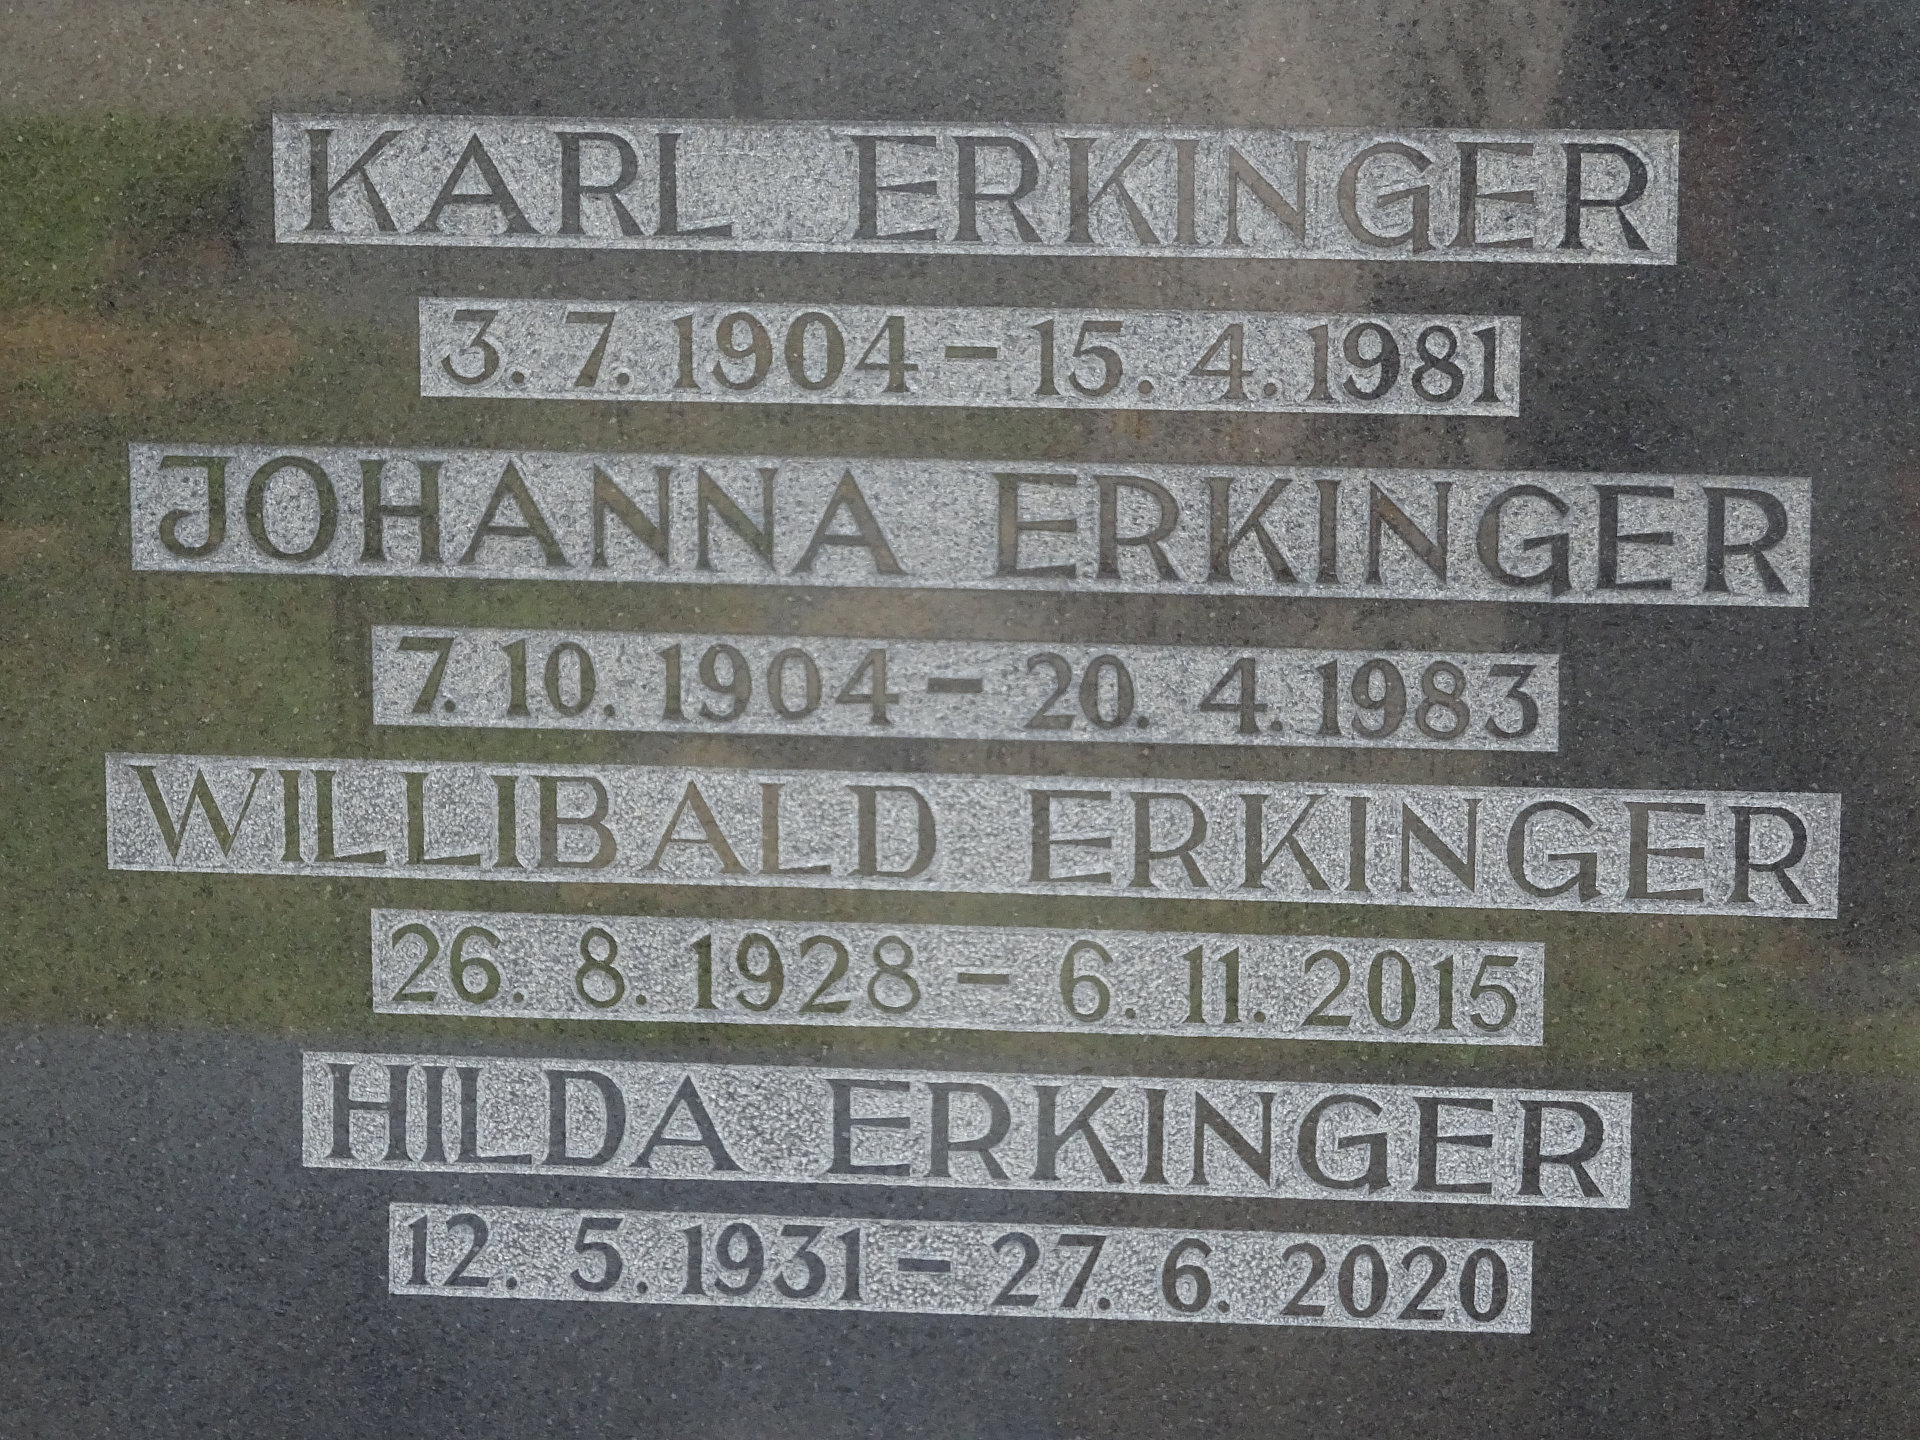 KARL ERKINGER
3. 7. 1904 – 15. 4. 1981
JOHANNA ERKINGER
7. 10. 1904 – 20. 4. 1983
WILLIBALD ERKINGER
26. 8. 1928 – 6. 11. 2015
HILDA ERKINGER
12. 5. 1931 – 27. 6. 2020